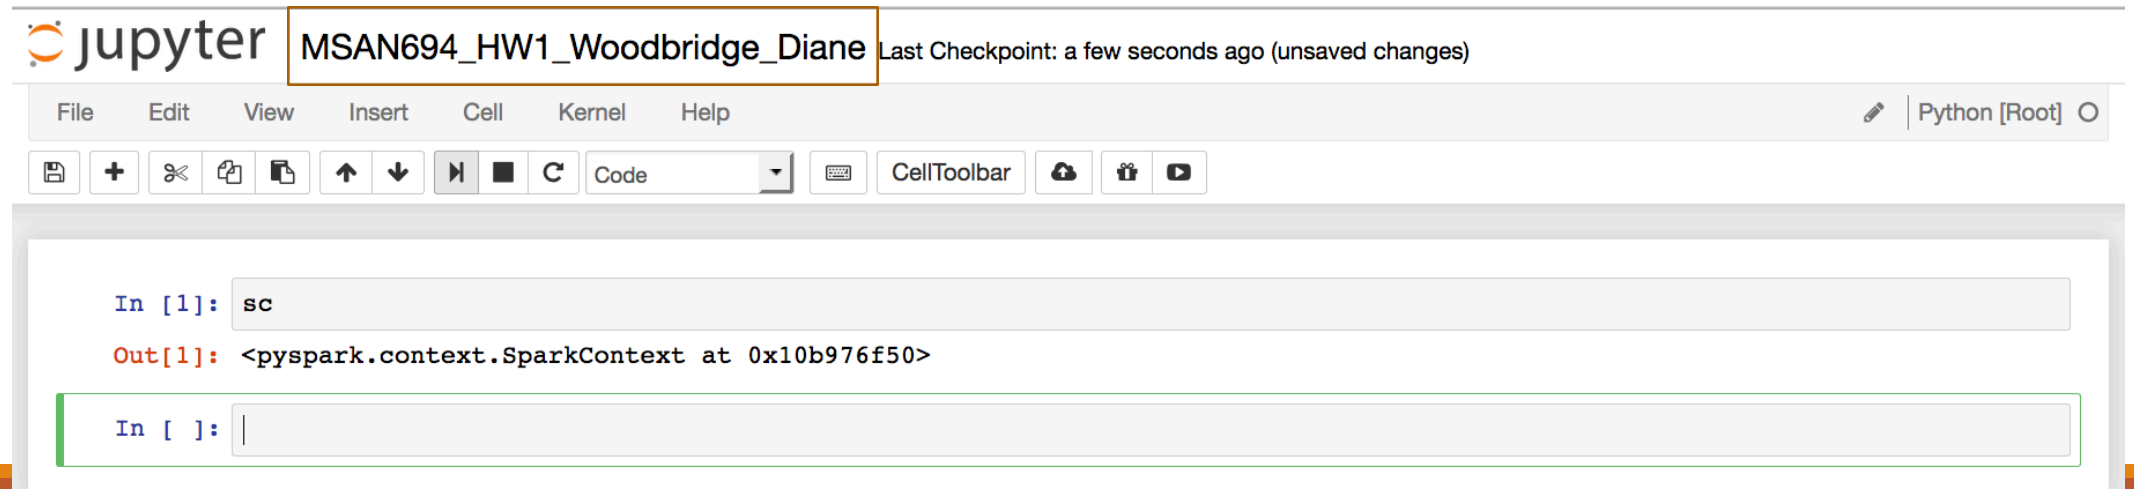 jupyter MSAN694_HW1_Woodbridge_Diane Last Checkpoint: a few seconds ago (unsaved changes)
File Edit View Insert Cell Kernel Help Python [Root]
Code CellToolbar
In [1]: sc
Out[1]: <pyspark.context.SparkContext at 0x10b976f50>
In [ ]: